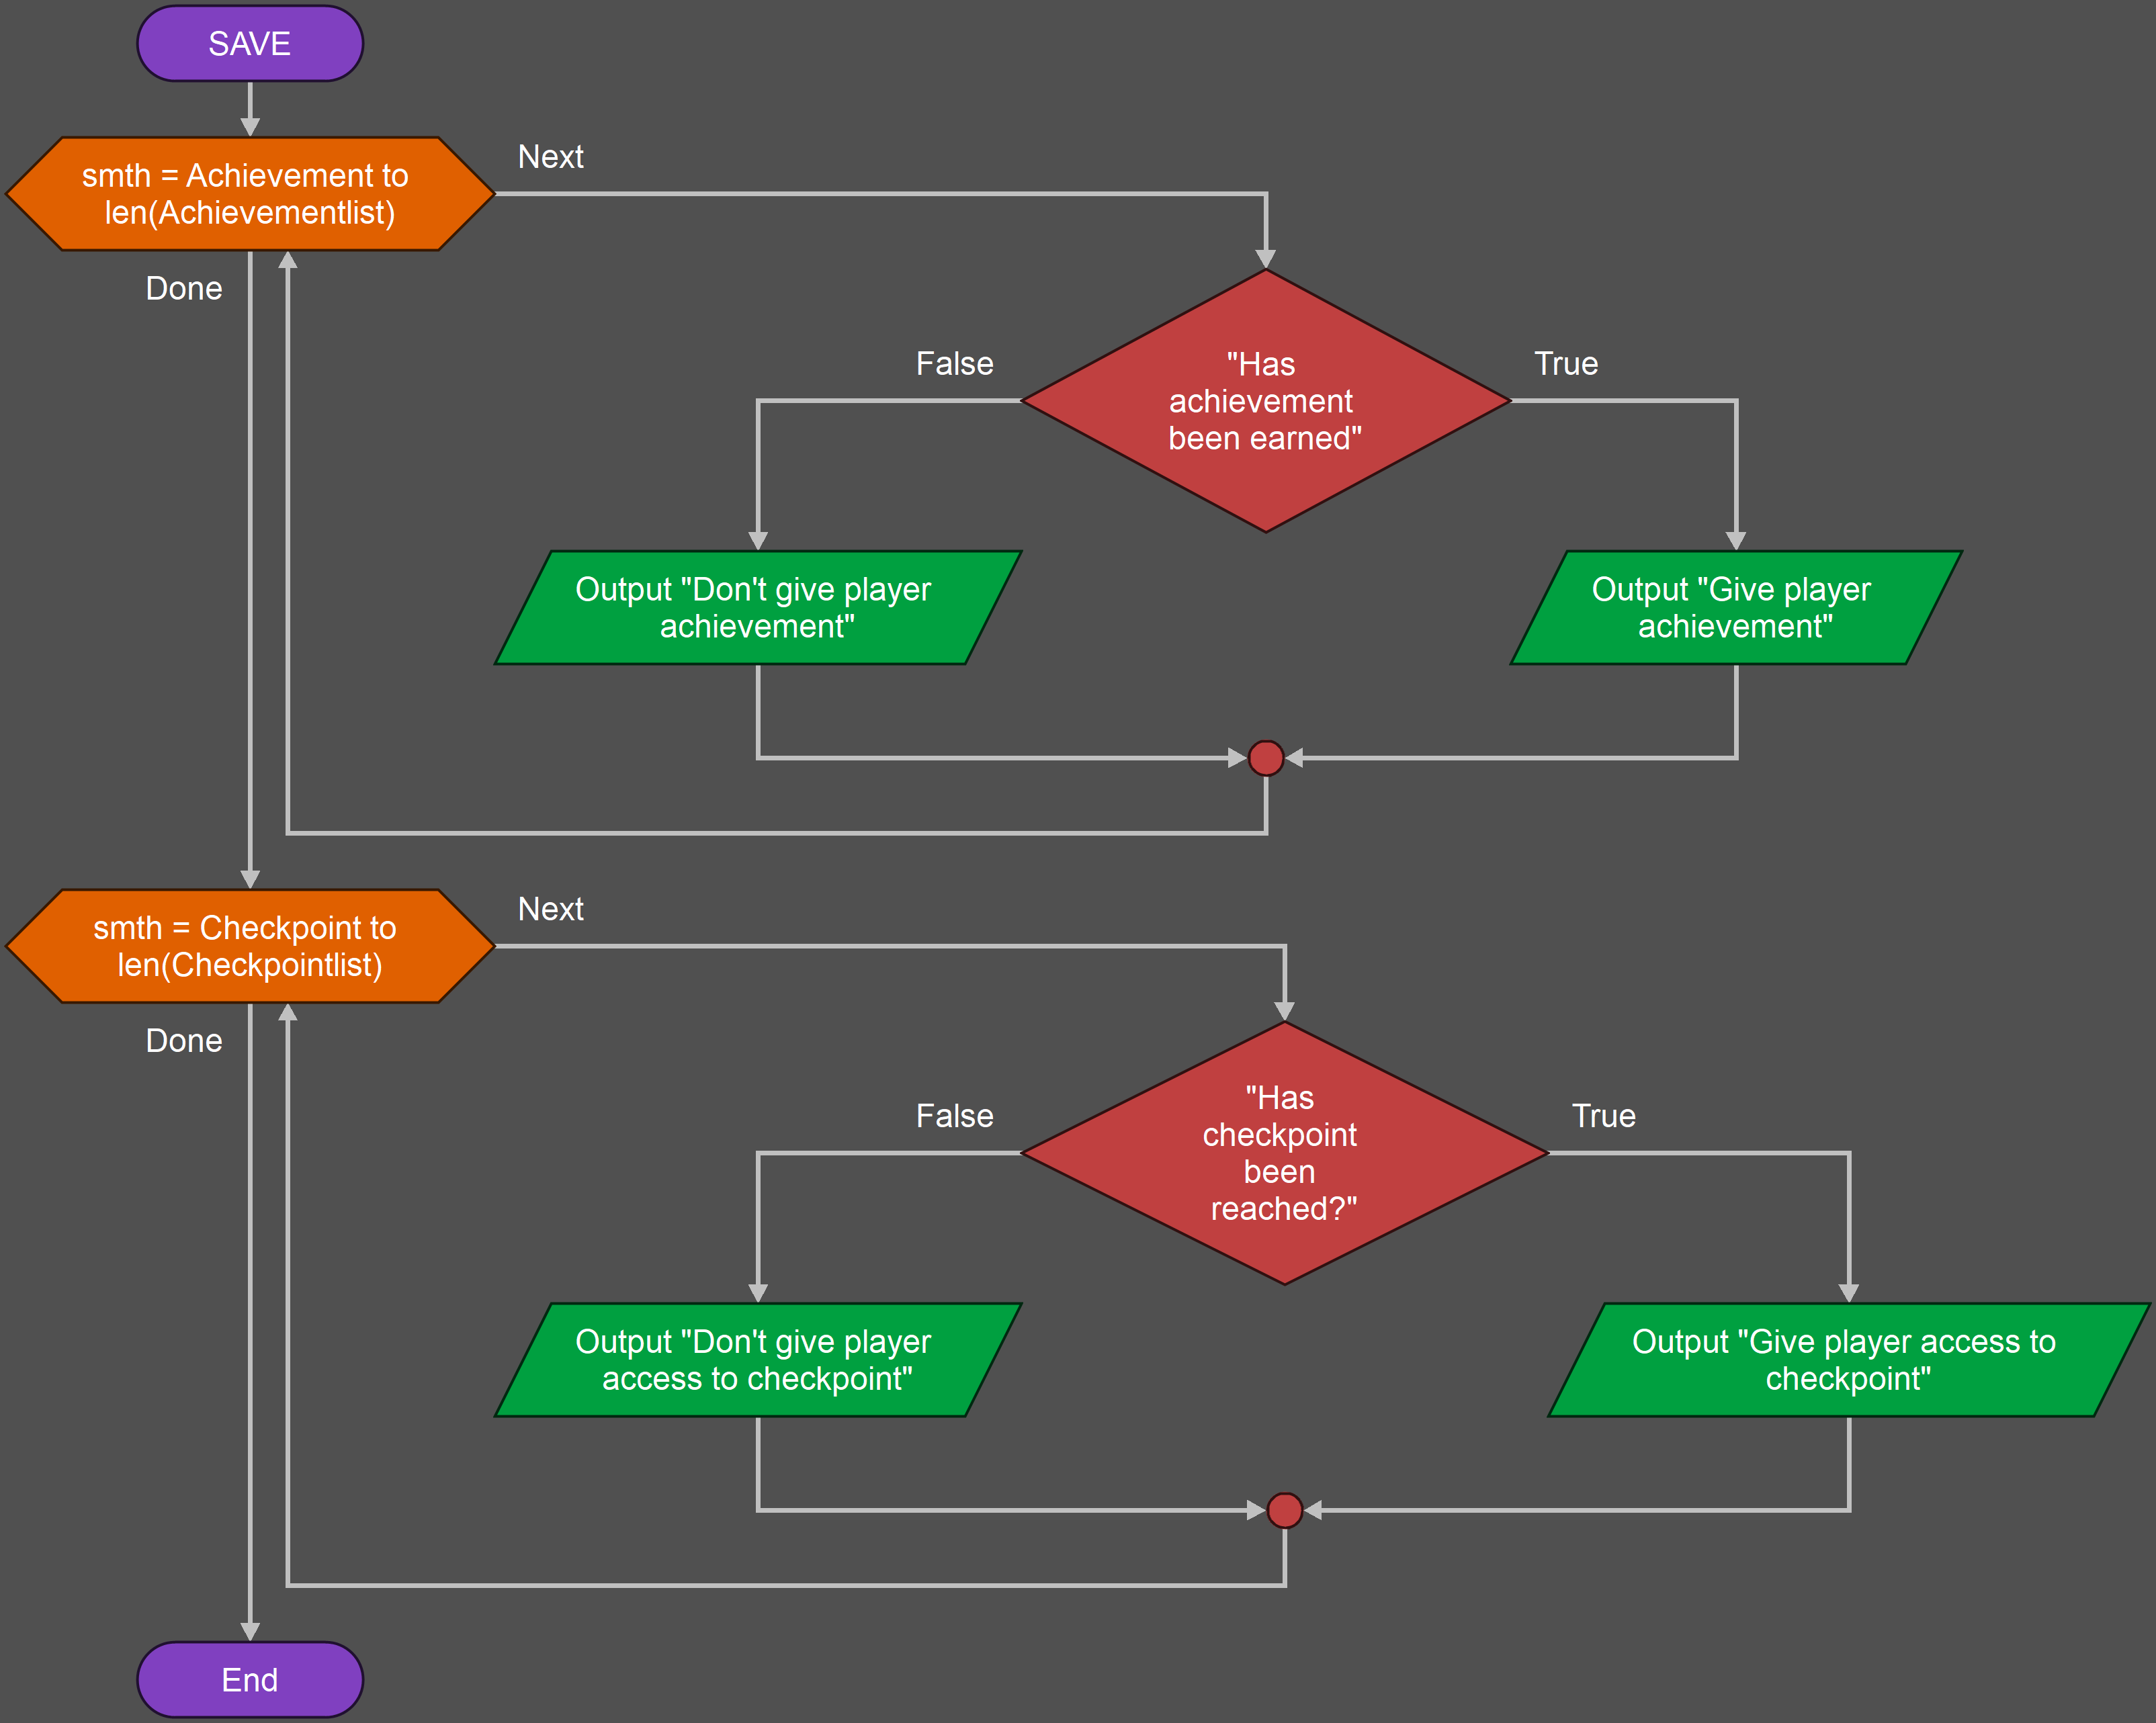 SAVE
smth = Achievement to
len(Achievementlist)
Next
Done
"Has
achievement
been earned"
False
True
Output "Don't give player
achievement"
Output "Give player
achievement"
smth = Checkpoint to
len(Checkpointlist)
Next
Done
"Has
checkpoint
been
reached?"
False
True
Output "Don't give player
access to checkpoint"
Output "Give player access to
checkpoint"
End